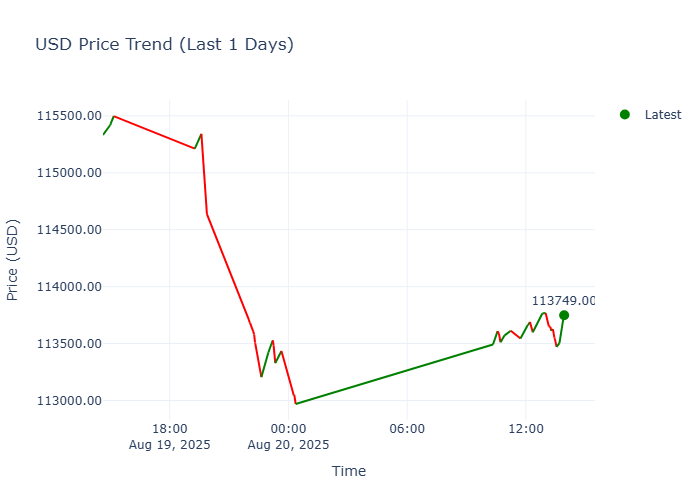 USD Price Trend (Last 1 Days)
Latest
115500.00
115000.00
114500.00
114000.00
113500.00
113000.00
Price (USD)
113749.00
18:00
Aug 19, 2025
00:00
Aug 20, 2025
06:00
12:00
Time